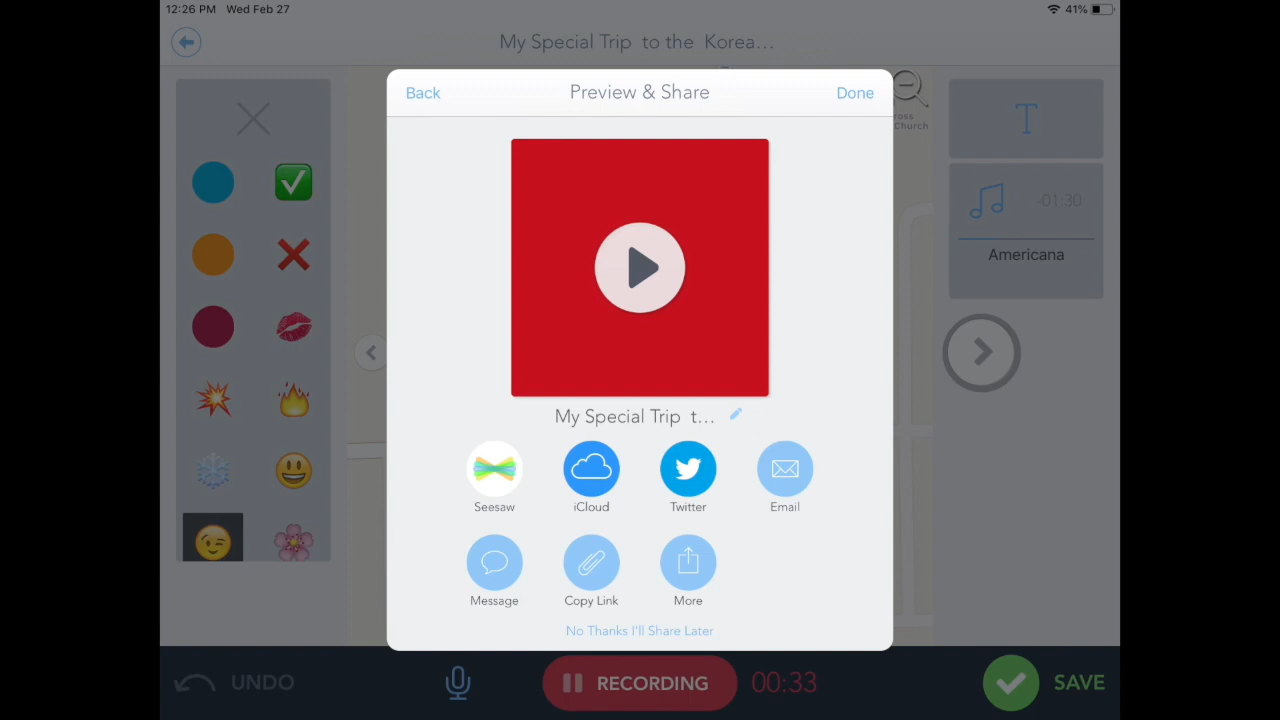 12:26 PM Wed Feb 27
41%
My Special Trip to the Korea...
Back
Preview & Share
Done
ross
Church
T
-01:30
Americana
My Special Trip t...
Seesaw
iCloud
Twitter
Email
Message
Copy Link
More
No Thanks I'll Share Later
UNDO
RECORDING
00:33
SAVE